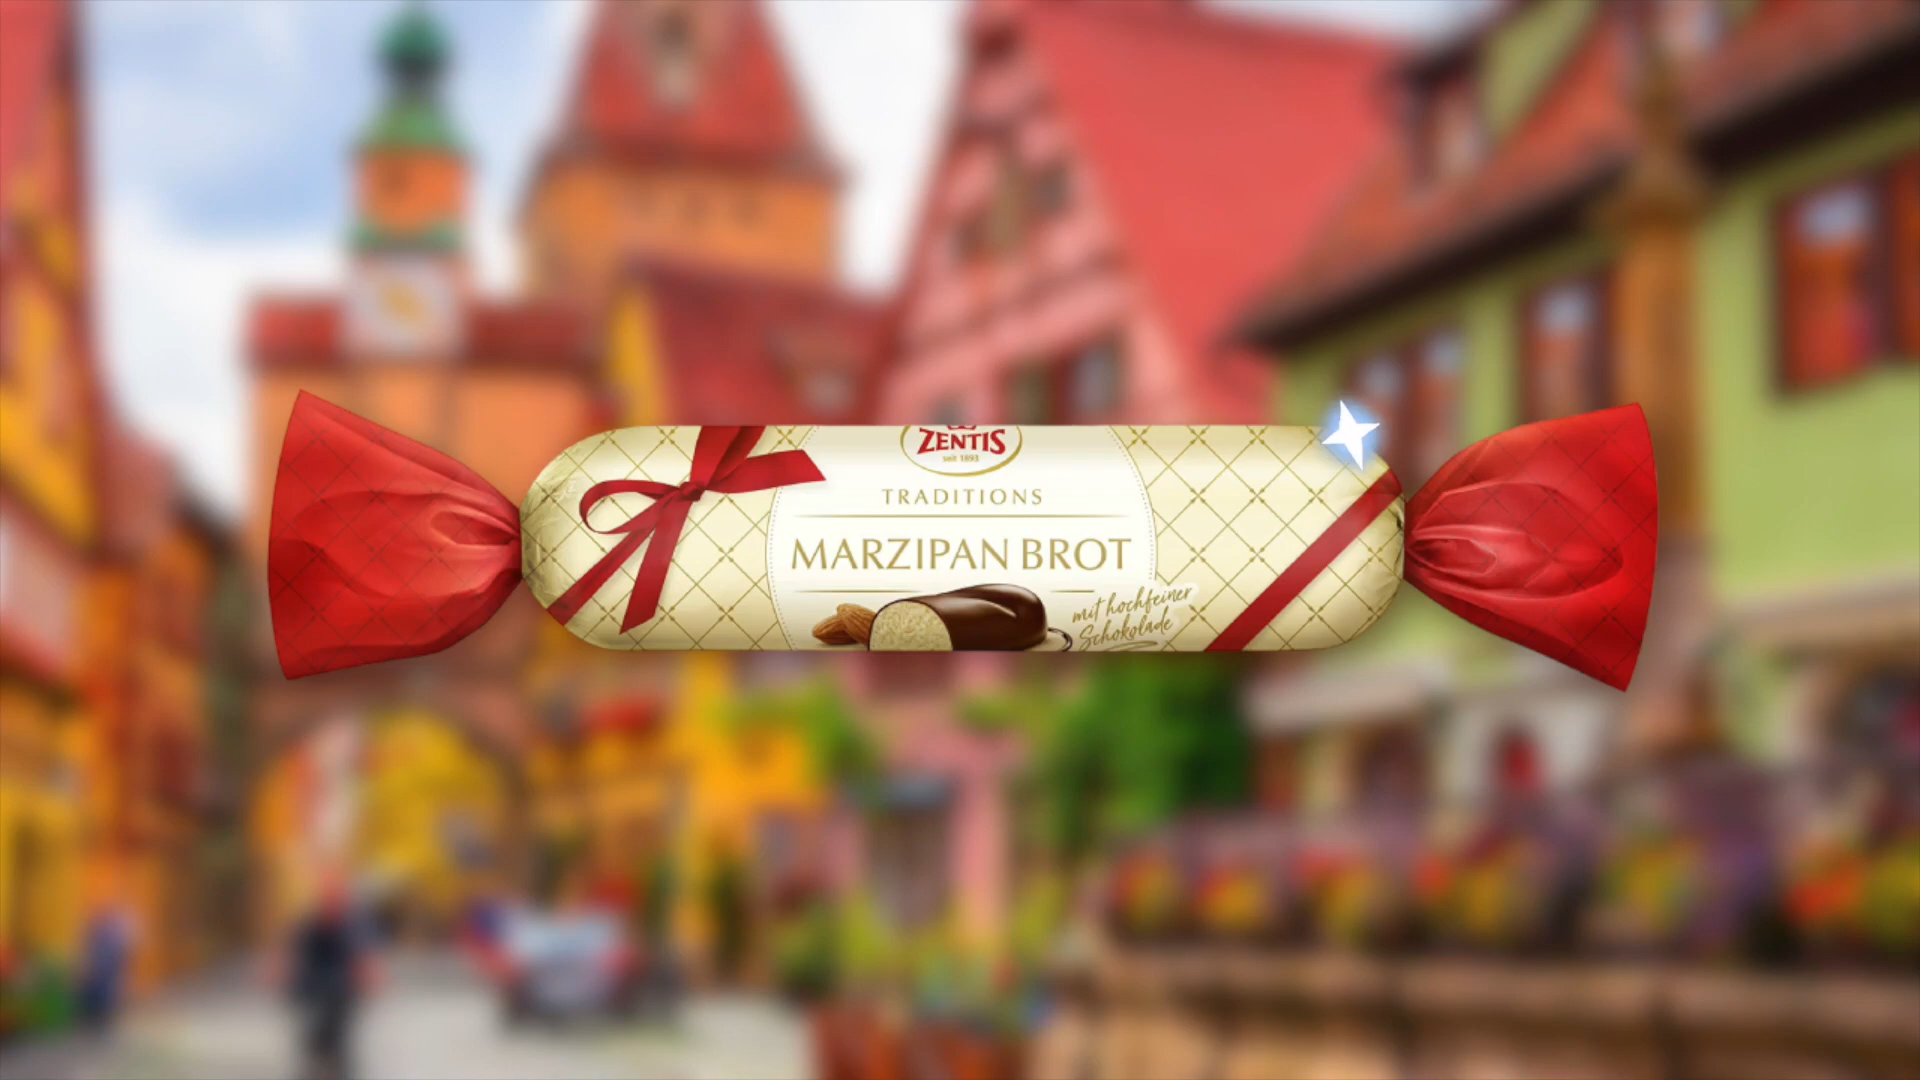 ZENTIS
seit 1893
TRADITIONS
MARZIPAN BROT
mit hochfeiner
Schokolade